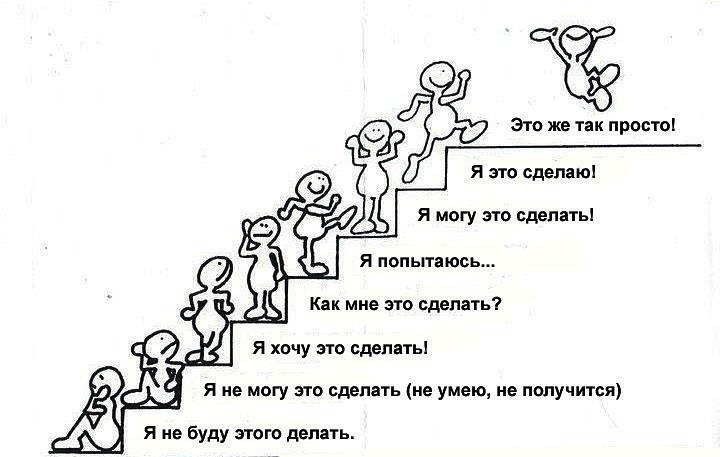 Это же так просто!
Я это сделаю!
Я могу это сделать!
Я попытаюсь...
Как мне это сделать?
Я хочу это сделать!
Я не могу это сделать (не умею, не получится)
Я не буду этого делать.